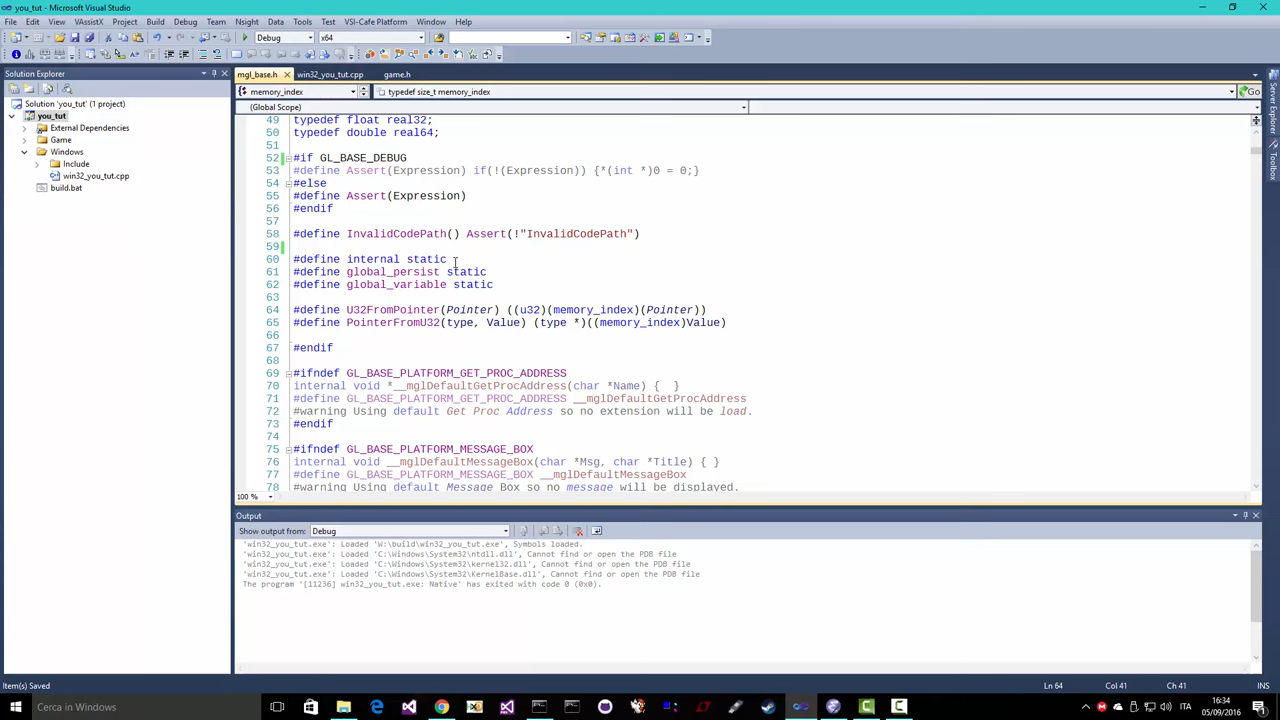 you_tut - Microsoft Visual Studio
File Edit View VAssistX Project Build Debug Team Nsight Data Tools Test VSI-Cafe Platform Window Help
Debug x64
Solution Explorer
Solution 'you_tut' (1 project)
you_tut
External Dependencies
Game
Windows
Include
win32_you_tut.cpp
build.bat
mgl_base.h win32_you_tut.cpp game.h
memory_index typedef size_t memory_index Go
(Global Scope)
49 typedef float real32;
50 typedef double real64;
51
52 #if GL_BASE_DEBUG
53 #define Assert(Expression) if(!(Expression)) {*(int *)0 = 0;}
54 #else
55 #define Assert(Expression)
56 #endif
57
58 #define InvalidCodePath() Assert(!"InvalidCodePath")
59
60 #define internal static
61 #define global_persist static
62 #define global_variable static
63
64 #define U32FromPointer(Pointer) ((u32)(memory_index)(Pointer))
65 #define PointerFromU32(type, Value) (type *)((memory_index)Value)
66
67 #endif
68
69 #ifndef GL_BASE_PLATFORM_GET_PROC_ADDRESS
70 internal void *__mglDefaultGetProcAddress(char *Name) {  }
71 #define GL_BASE_PLATFORM_GET_PROC_ADDRESS __mglDefaultGetProcAddress
72 #warning Using default Get Proc Address so no extension will be load.
73 #endif
74
75 #ifndef GL_BASE_PLATFORM_MESSAGE_BOX
76 internal void __mglDefaultMessageBox(char *Msg, char *Title) { }
77 #define GL_BASE_PLATFORM_MESSAGE_BOX __mglDefaultMessageBox
78 #warning Using default Message Box so no message will be displayed.
100 %
Server Explorer
Toolbox
Output
Show output from: Debug
'win32_you_tut.exe': Loaded 'W:\build\win32_you_tut.exe', Symbols loaded.
'win32_you_tut.exe': Loaded 'C:\Windows\System32\ntdll.dll', Cannot find or open the PDB file
'win32_you_tut.exe': Loaded 'C:\Windows\System32\kernel32.dll', Cannot find or open the PDB file
'win32_you_tut.exe': Loaded 'C:\Windows\System32\KernelBase.dll', Cannot find or open the PDB file
The program '[11236] win32_you_tut.exe: Native' has exited with code 0 (0x0).
Item(s) Saved Ln 64 Col 41 Ch 41 INS
Cerca in Windows
ITA
16:34
05/09/2016